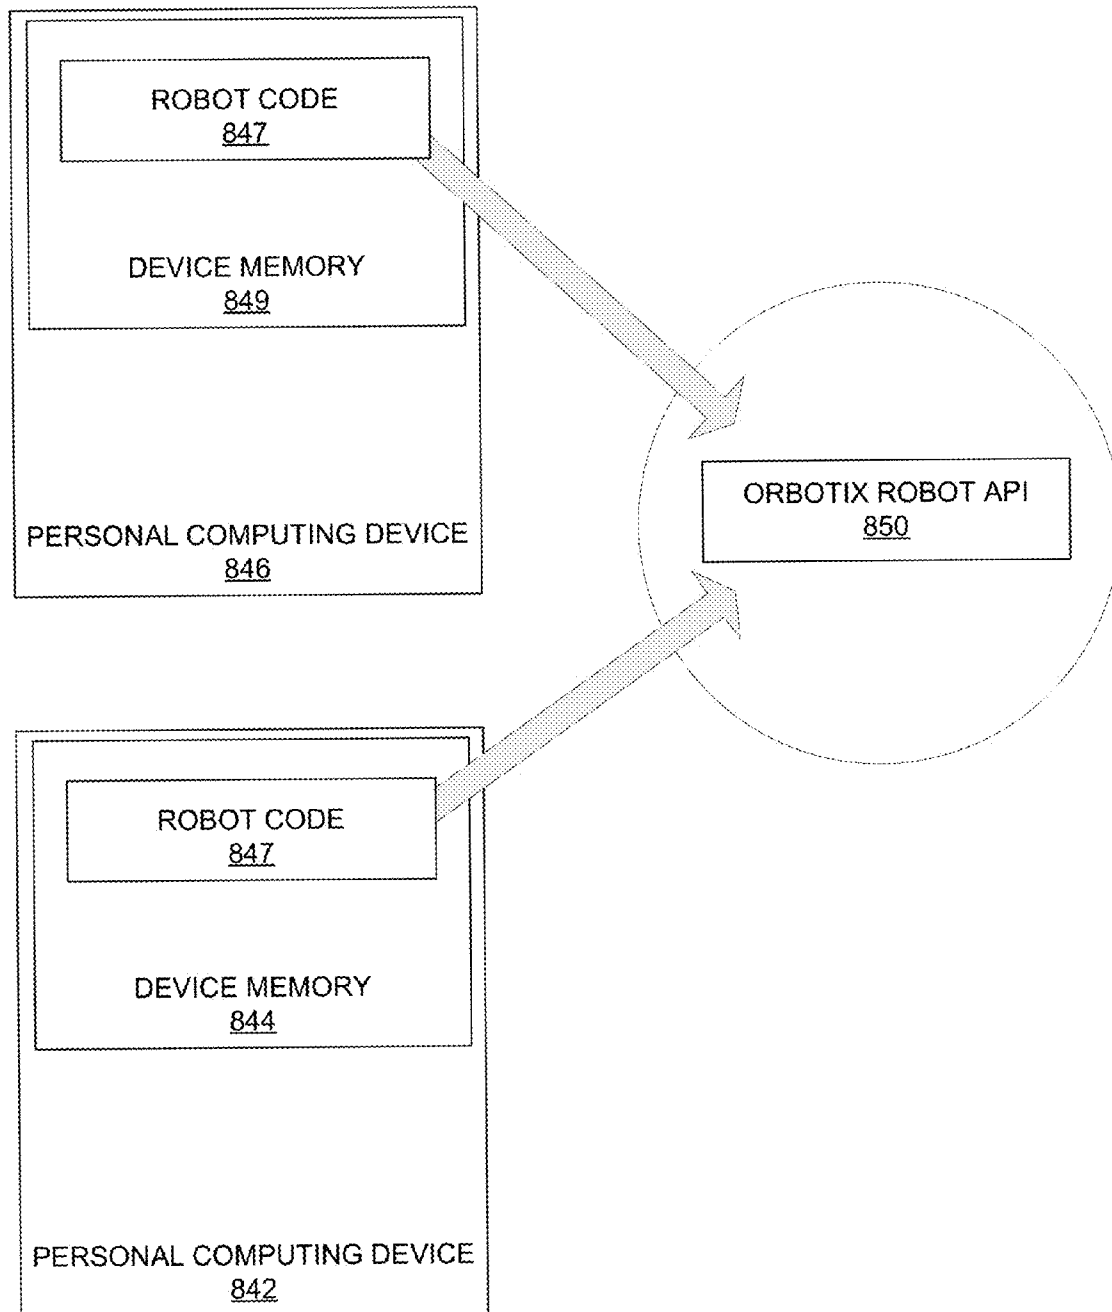 ROBOT CODE
847
DEVICE MEMORY
849
PERSONAL COMPUTING DEVICE
846
ORBOTIX ROBOT API
850
ROBOT CODE
847
DEVICE MEMORY
844
PERSONAL COMPUTING DEVICE
842